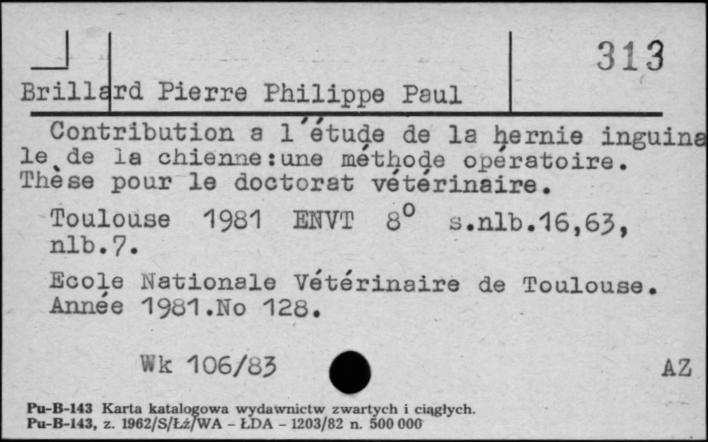 313
Brillard Pierre Philippe Paul
Contribution a l'étude de la hernie inguina
le de la chienne:une méthode opératoire.
Thèse pour le doctorat vétérinaire.
Toulouse 1981 ENVT 8° s.nlb.16,63,
nlb.7.
Ecole Nationale Vétérinaire de Toulouse.
Année 1981.No 128.
Wk 106/83 AZ
Pu-B-143 Karta katalogowa wydawnictw zwartych i ciągłych.
Pu-B-143, z. 1962/S/Łż/WA – ŁDA – 1203/82 n. 500 000